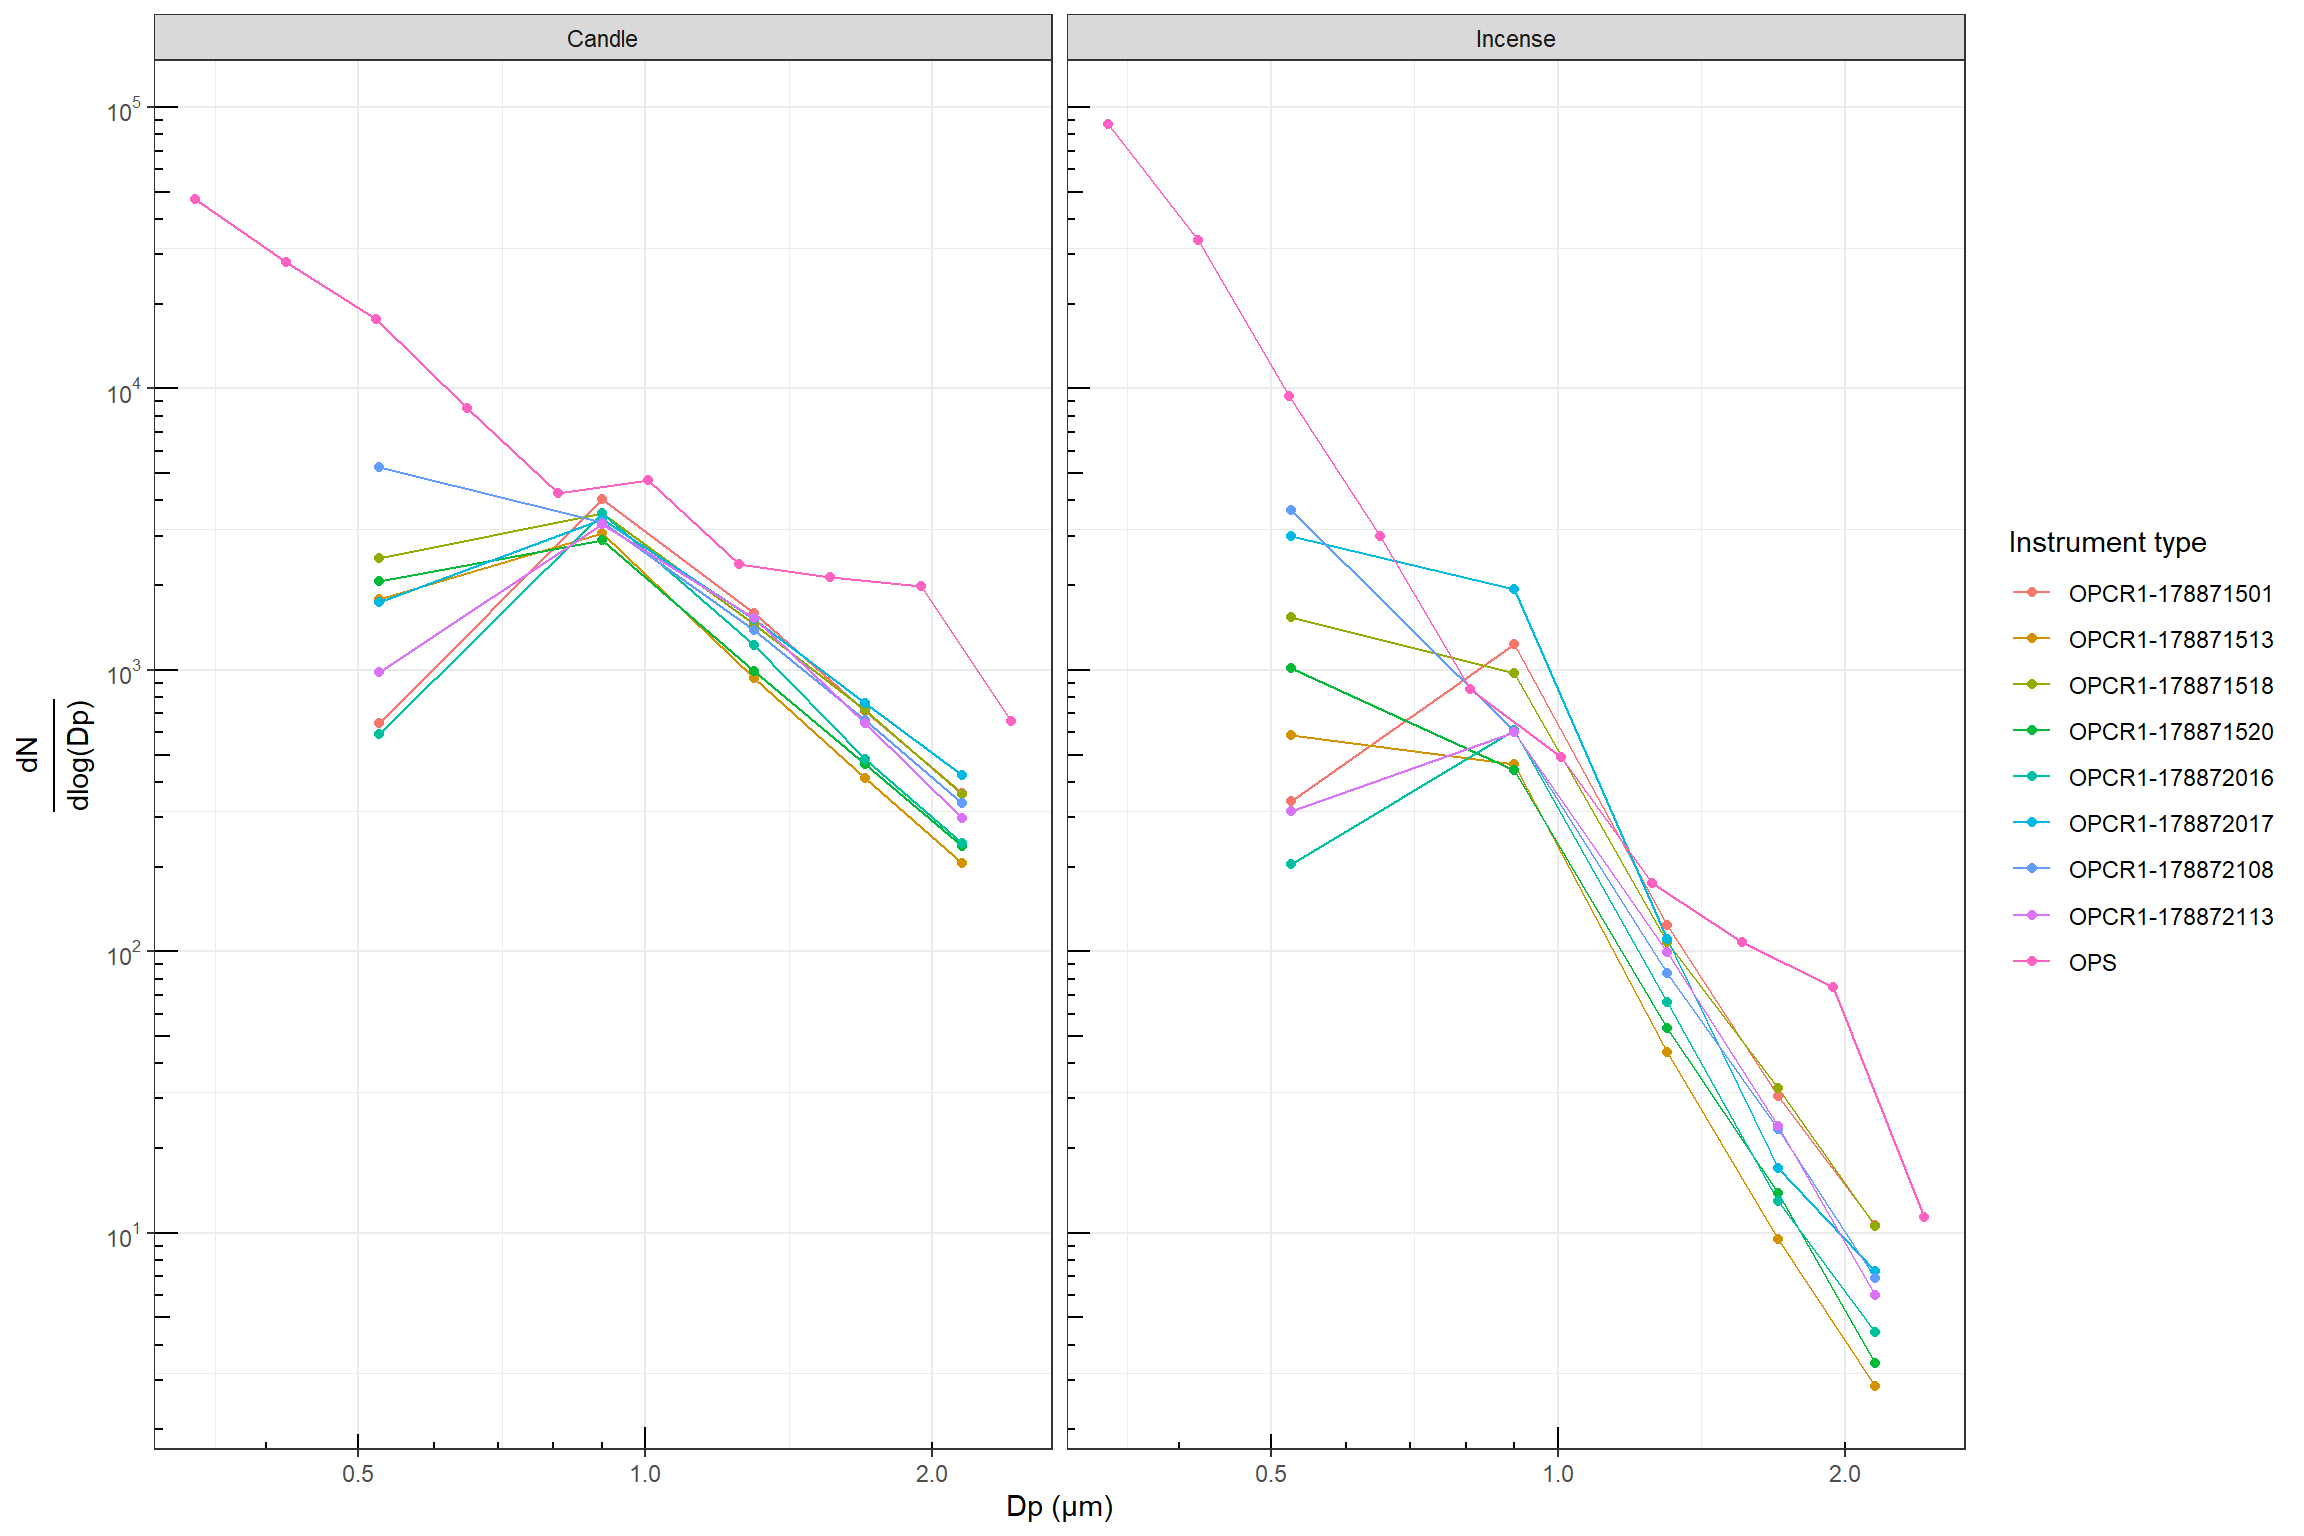 Candle
Incense
10^5
10^4
10^3
10^2
10^1
dN
dlog(Dp)
0.5 1.0 2.0
0.5 1.0 2.0
Dp (µm)
Instrument type
OPCR1-178871501
OPCR1-178871513
OPCR1-178871518
OPCR1-178871520
OPCR1-178872016
OPCR1-178872017
OPCR1-178872108
OPCR1-178872113
OPS